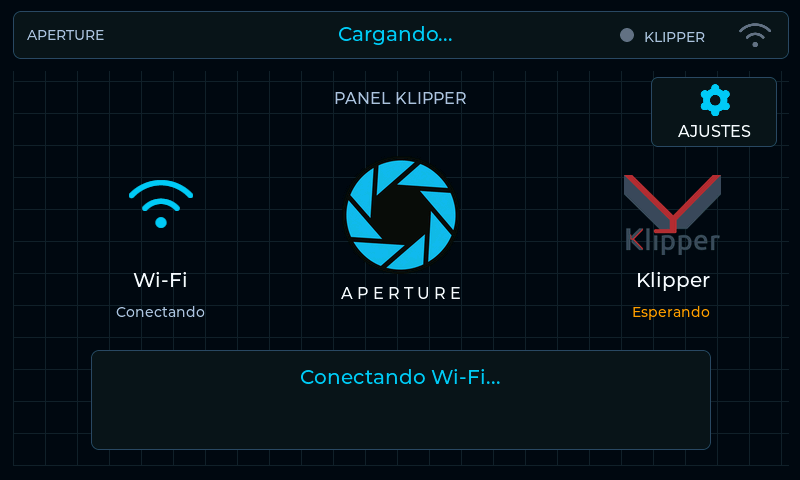 APERTURE
Cargando...
KLIPPER
PANEL KLIPPER
AJUSTES
Klipper
APERTURE
Wi-Fi
Conectando
Klipper
Esperando
Conectando Wi-Fi...